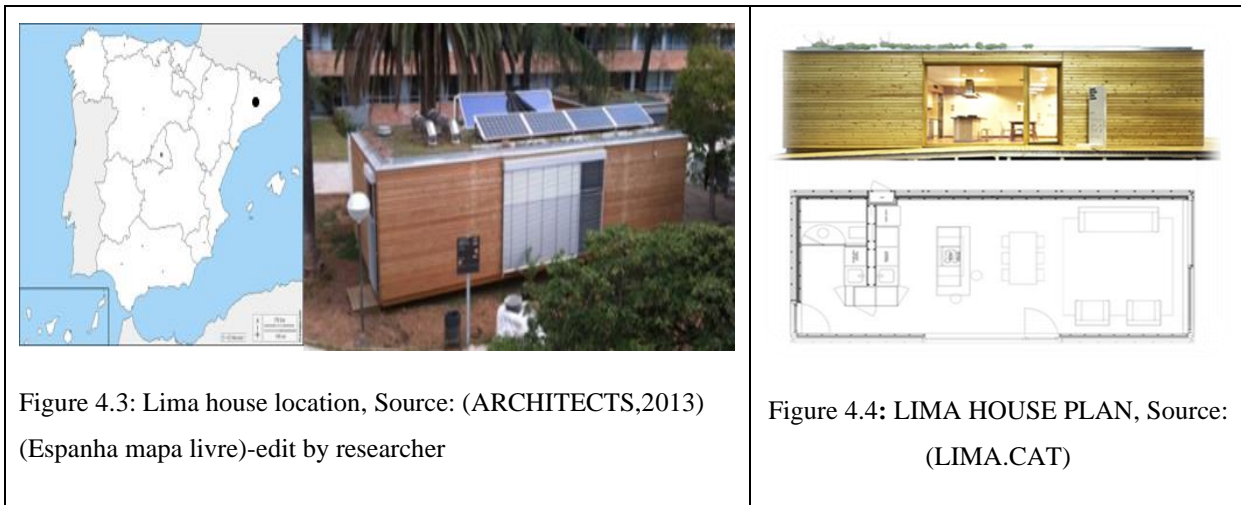 Figure 4.3: Lima house location, Source: (ARCHITECTS,2013)
(Espanha mapa livre)-edit by researcher
Figure 4.4: LIMA HOUSE PLAN, Source:
(LIMA.CAT)